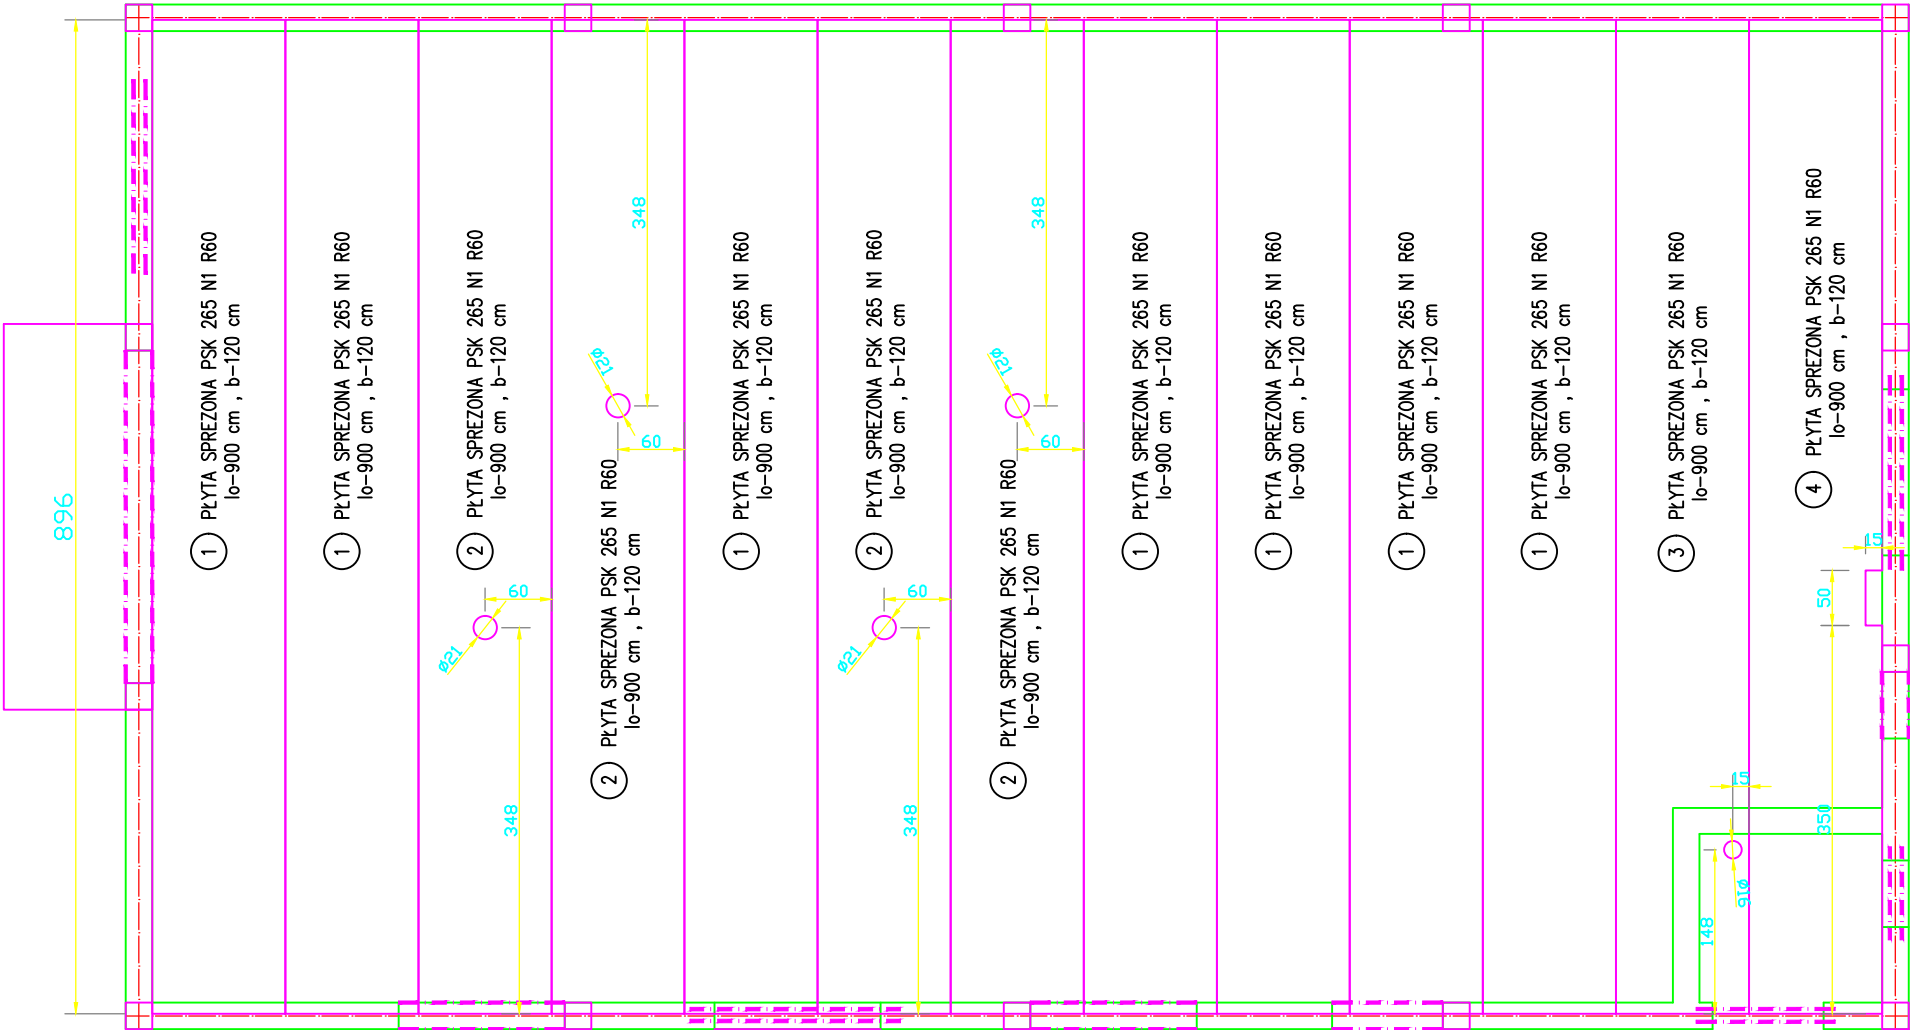 896
1 PŁYTA SPREZONA PSK 265 N1 R60
lo-900 cm , b-120 cm
1 PŁYTA SPREZONA PSK 265 N1 R60
lo-900 cm , b-120 cm
2 PŁYTA SPREZONA PSK 265 N1 R60
lo-900 cm , b-120 cm
ø21
60
348
2 PŁYTA SPREZONA PSK 265 N1 R60
lo-900 cm , b-120 cm
ø21
60
348
1 PŁYTA SPREZONA PSK 265 N1 R60
lo-900 cm , b-120 cm
2 PŁYTA SPREZONA PSK 265 N1 R60
lo-900 cm , b-120 cm
ø21
60
348
2 PŁYTA SPREZONA PSK 265 N1 R60
lo-900 cm , b-120 cm
ø21
60
348
1 PŁYTA SPREZONA PSK 265 N1 R60
lo-900 cm , b-120 cm
1 PŁYTA SPREZONA PSK 265 N1 R60
lo-900 cm , b-120 cm
1 PŁYTA SPREZONA PSK 265 N1 R60
lo-900 cm , b-120 cm
1 PŁYTA SPREZONA PSK 265 N1 R60
lo-900 cm , b-120 cm
3 PŁYTA SPREZONA PSK 265 N1 R60
lo-900 cm , b-120 cm
148
15
ø16
4 PŁYTA SPREZONA PSK 265 N1 R60
lo-900 cm , b-120 cm
15
50
350